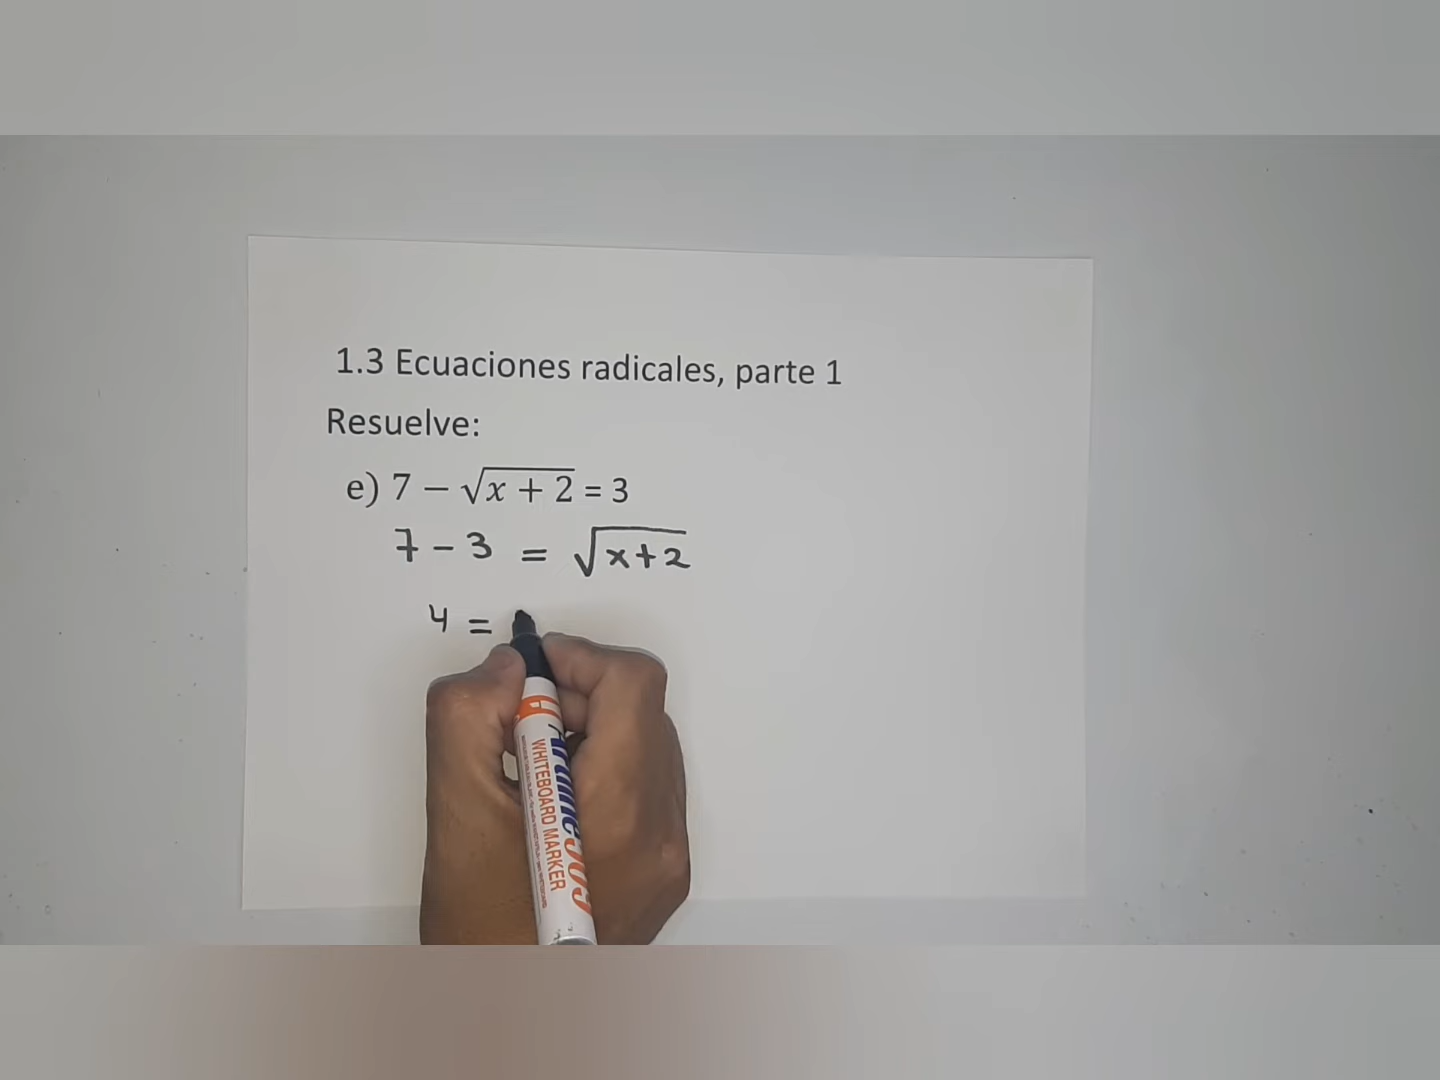 1.3 Ecuaciones radicales, parte 1
Resuelve:
e) 7 − √(x + 2) = 3
7 − 3 = √(x+2)
4 =
WHITEBOARD MARKER